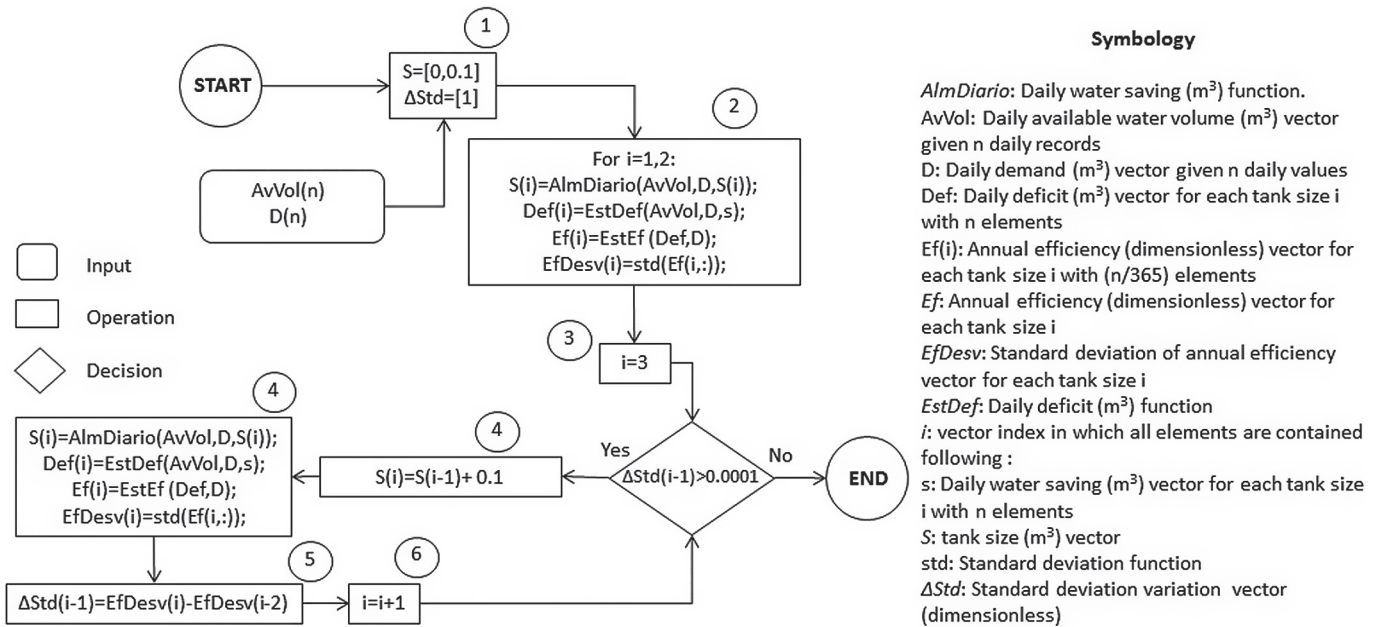 1
START
S=[0,0.1]
ΔStd=[1]
2
AvVol(n)
D(n)
For i=1,2:
S(i)=AlmDiario(AvVol,D,S(i));
Def(i)=EstDef(AvVol,D,s);
Ef(i)=EstEf (Def,D);
EfDesv(i)=std(Ef(i,:));
Input
Operation
Decision
3
i=3
4
S(i)=AlmDiario(AvVol,D,S(i));
Def(i)=EstDef(AvVol,D,s);
Ef(i)=EstEf (Def,D);
EfDesv(i)=std(Ef(i,:));
4
S(i)=S(i-1)+ 0.1
Yes
ΔStd(i-1)>0.0001
No
END
5
ΔStd(i-1)=EfDesv(i)-EfDesv(i-2)
6
i=i+1
Symbology
AlmDiario: Daily water saving (m³) function.
AvVol: Daily available water volume (m³) vector
given n daily records
D: Daily demand (m³) vector given n daily values
Def: Daily deficit (m³) vector for each tank size i
with n elements
Ef(i): Annual efficiency (dimensionless) vector for
each tank size i with (n/365) elements
Ef: Annual efficiency (dimensionless) vector for
each tank size i
EfDesv: Standard deviation of annual efficiency
vector for each tank size i
EstDef: Daily deficit (m³) function
i: vector index in which all elements are contained
following :
s: Daily water saving (m³) vector for each tank size
i with n elements
S: tank size (m³) vector
std: Standard deviation function
ΔStd: Standard deviation variation vector
(dimensionless)